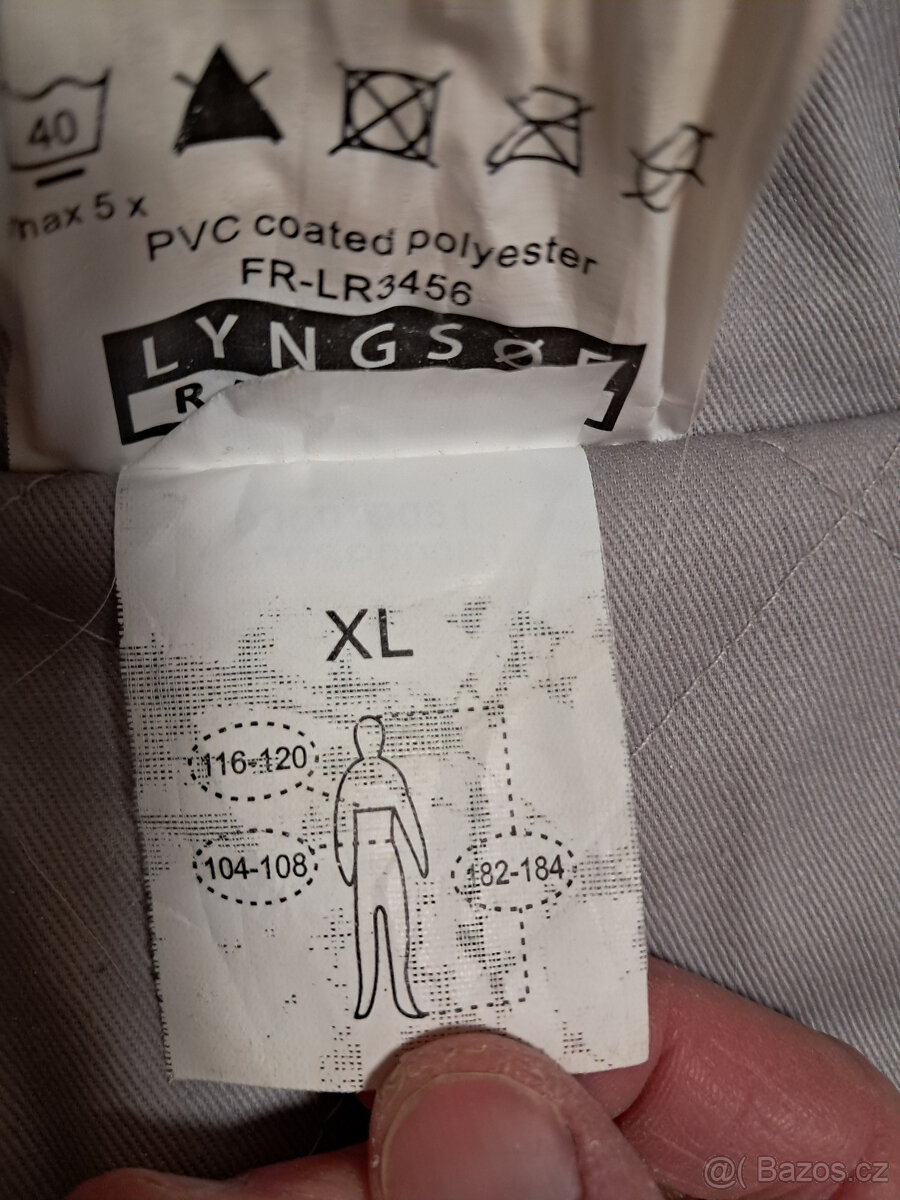 40
max 5 x
PVC coated polyester
FR-LR3456
LYNGSØE
XL
116-120
104-108
182-184
@( Bazos.cz